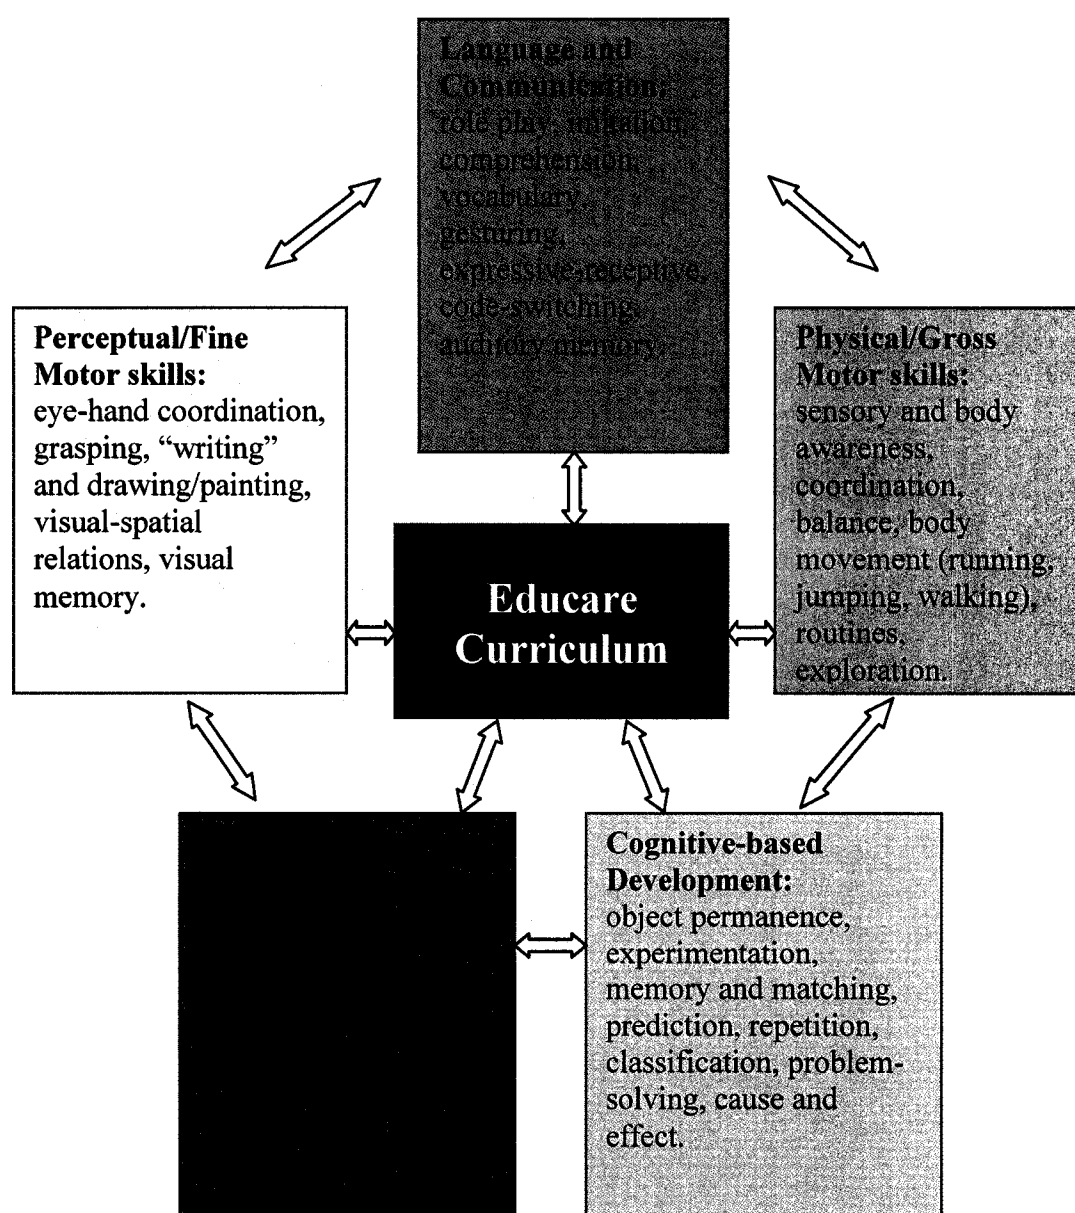 Language and
Communication:
role play, imitation,
comprehension,
vocabulary,
gesturing,
expressive-receptive,
code-switching,
auditory memory.
Perceptual/Fine
Motor skills:
eye-hand coordination,
grasping, “writing”
and drawing/painting,
visual-spatial
relations, visual
memory.
Physical/Gross
Motor skills:
sensory and body
awareness,
coordination,
balance, body
movement (running,
jumping, walking),
routines,
exploration.
Educare
Curriculum
Cognitive-based
Development:
object permanence,
experimentation,
memory and matching,
prediction, repetition,
classification, problem-
solving, cause and
effect.